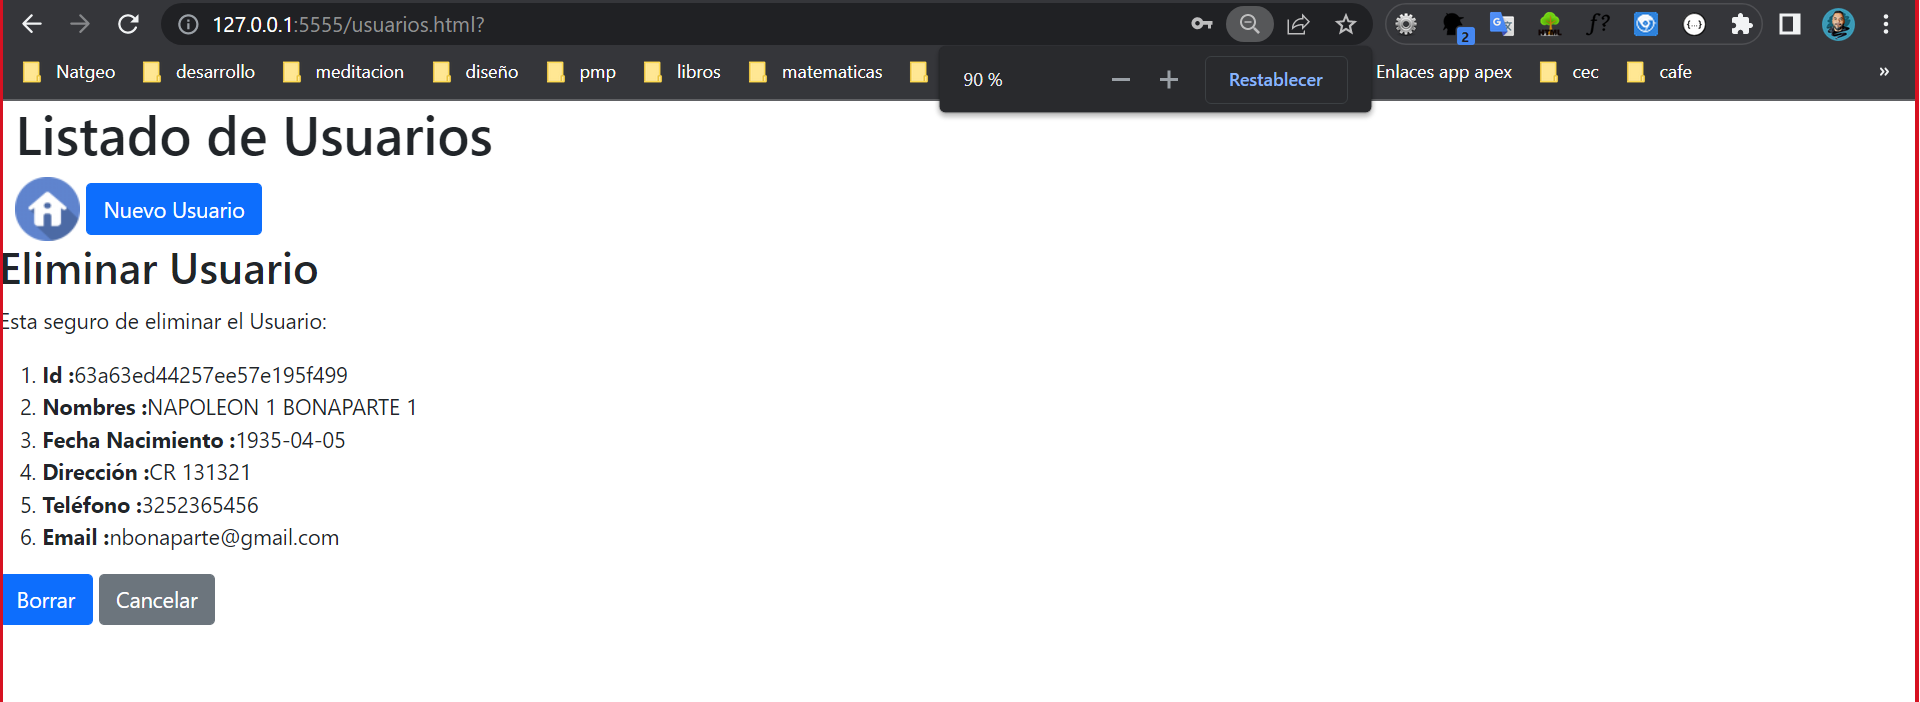 127.0.0.1:5555/usuarios.html?
2
Natgeo desarrollo meditacion diseño pmp libros matematicas Enlaces app apex cec cafe »
90 % Restablecer
Listado de Usuarios
Nuevo Usuario
Eliminar Usuario
Esta seguro de eliminar el Usuario:
1. Id :63a63ed44257ee57e195f499
2. Nombres :NAPOLEON 1 BONAPARTE 1
3. Fecha Nacimiento :1935-04-05
4. Dirección :CR 131321
5. Teléfono :3252365456
6. Email :nbonaparte@gmail.com
Borrar Cancelar